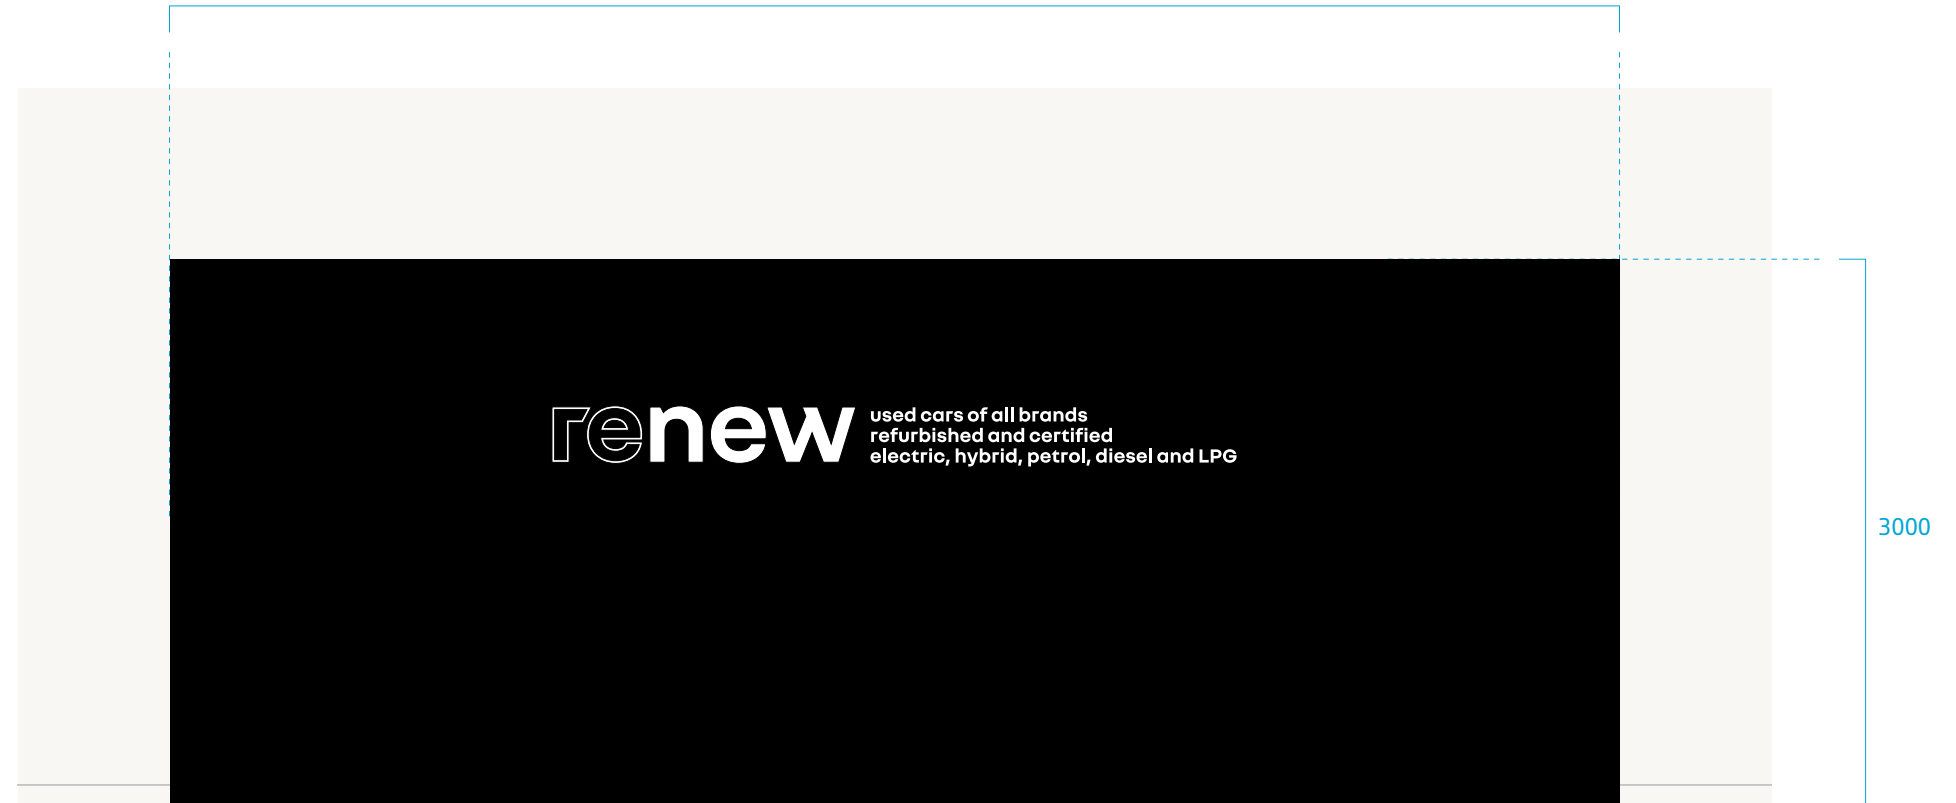 renew
used cars of all brands
refurbished and certified
electric, hybrid, petrol, diesel and LPG
3000